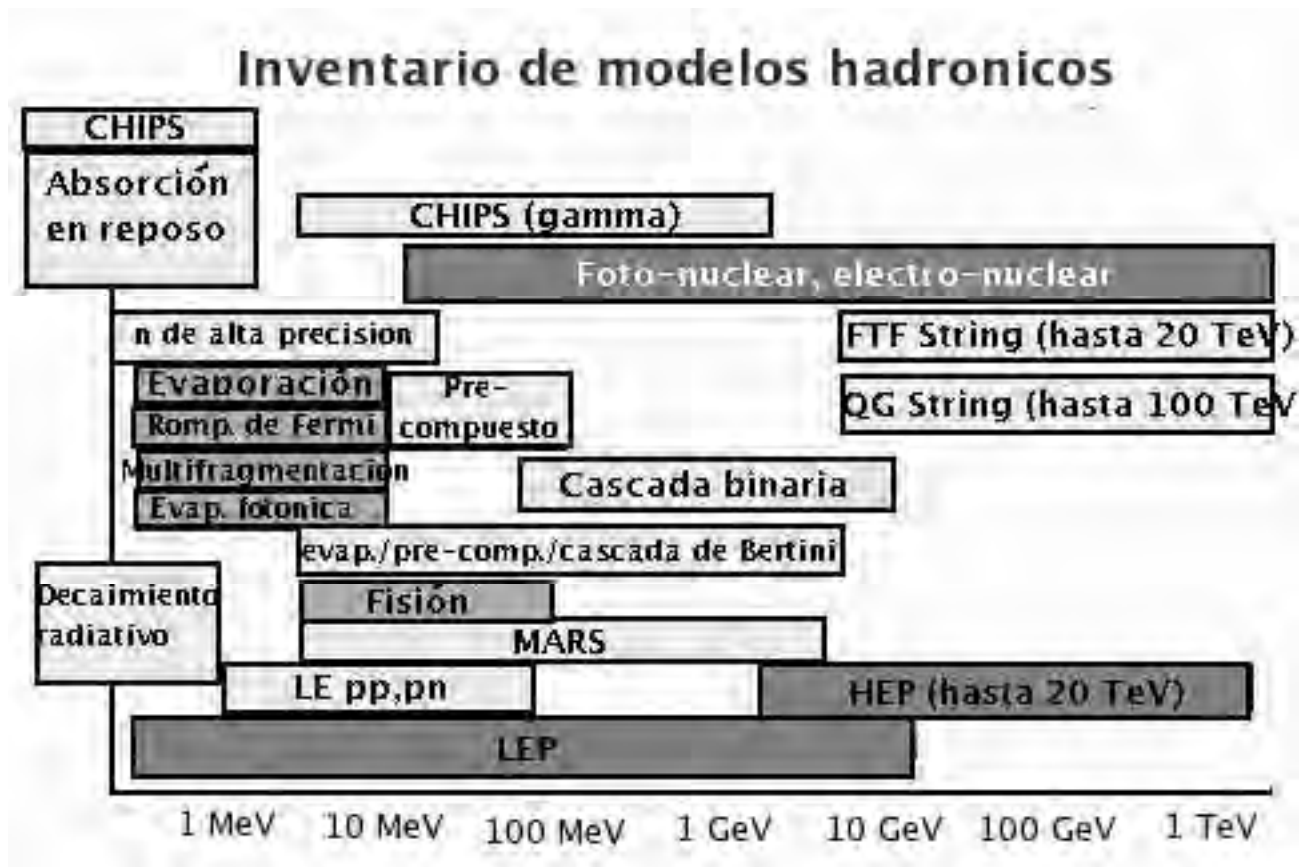 Inventario de modelos hadronicos
CHIPS
Absorción
en reposo
CHIPS (gamma)
Foto-nuclear, electro-nuclear
n de alta precision
FTF String (hasta 20 TeV)
Evaporación
Pre-
compuesto
QG String (hasta 100 TeV
Romp. de Fermi
Multifragmentación
Cascada binaria
Evap. fotonica
evap./pre-comp./cascada de Bertini
Decaimiento
radiativo
Fisión
MARS
LE pp,pn
HEP (hasta 20 TeV)
LEP
1 MeV 10 MeV 100 MeV 1 GeV 10 GeV 100 GeV 1 TeV